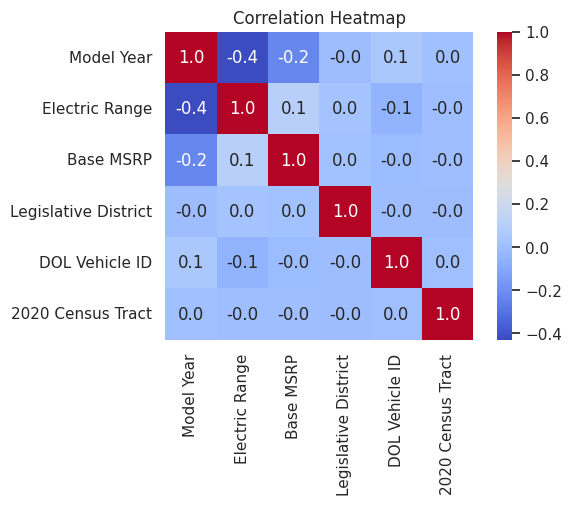 Correlation Heatmap
Model Year 1.0 -0.4 -0.2 -0.0 0.1 0.0
Electric Range -0.4 1.0 0.1 0.0 -0.1 -0.0
Base MSRP -0.2 0.1 1.0 0.0 -0.0 -0.0
Legislative District -0.0 0.0 0.0 1.0 -0.0 -0.0
DOL Vehicle ID 0.1 -0.1 -0.0 -0.0 1.0 0.0
2020 Census Tract 0.0 -0.0 -0.0 -0.0 0.0 1.0
Model Year
Electric Range
Base MSRP
Legislative District
DOL Vehicle ID
2020 Census Tract
1.0
0.8
0.6
0.4
0.2
0.0
−0.2
−0.4